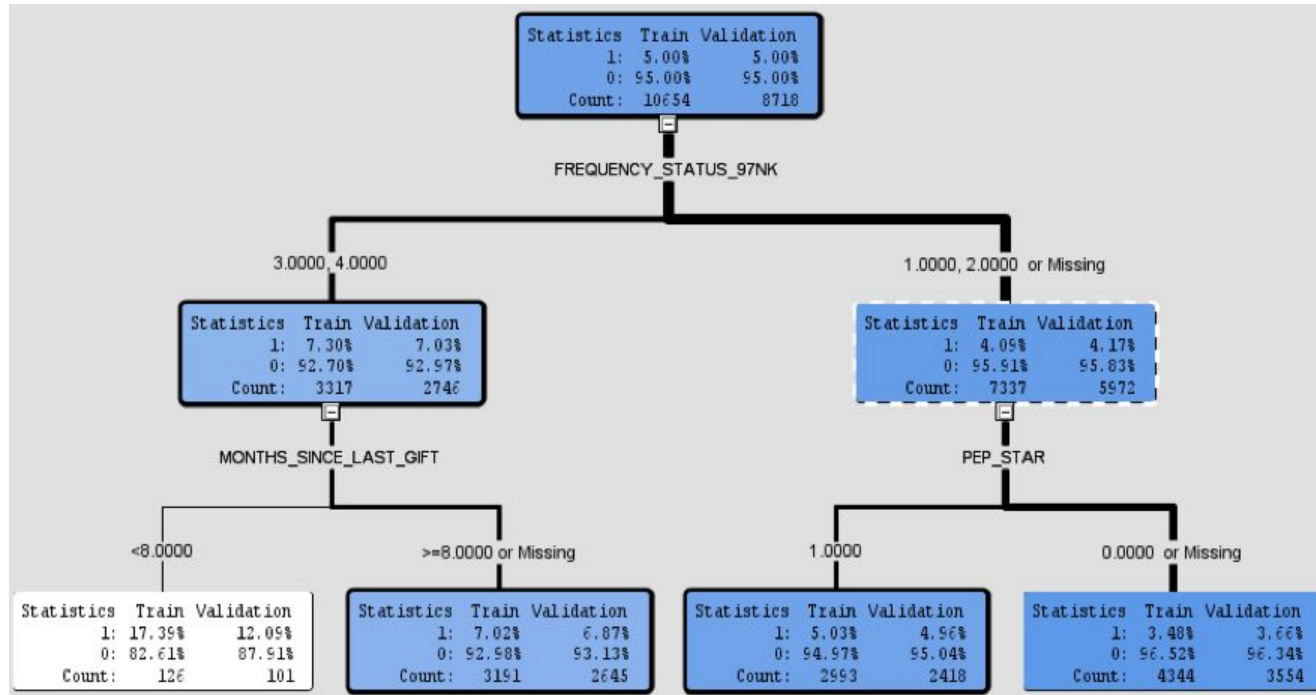 Statistics Train Validation
1: 5.00% 5.00%
0: 95.00% 95.00%
Count: 10654 8718
FREQUENCY_STATUS_97NK
3.0000, 4.0000
1.0000, 2.0000 or Missing
Statistics Train Validation
1: 7.30% 7.03%
0: 92.70% 92.97%
Count: 3317 2746
Statistics Train Validation
1: 4.09% 4.17%
0: 95.91% 95.83%
Count: 7337 5972
MONTHS_SINCE_LAST_GIFT
PEP_STAR
<8.0000
>=8.0000 or Missing
1.0000
0.0000 or Missing
Statistics Train Validation
1: 17.39% 12.09%
0: 82.61% 87.91%
Count: 126 101
Statistics Train Validation
1: 7.02% 6.87%
0: 92.98% 93.13%
Count: 3191 2645
Statistics Train Validation
1: 5.03% 4.96%
0: 94.97% 95.04%
Count: 2993 2418
Statistics Train Validation
1: 3.48% 3.66%
0: 96.52% 96.34%
Count: 4344 3554